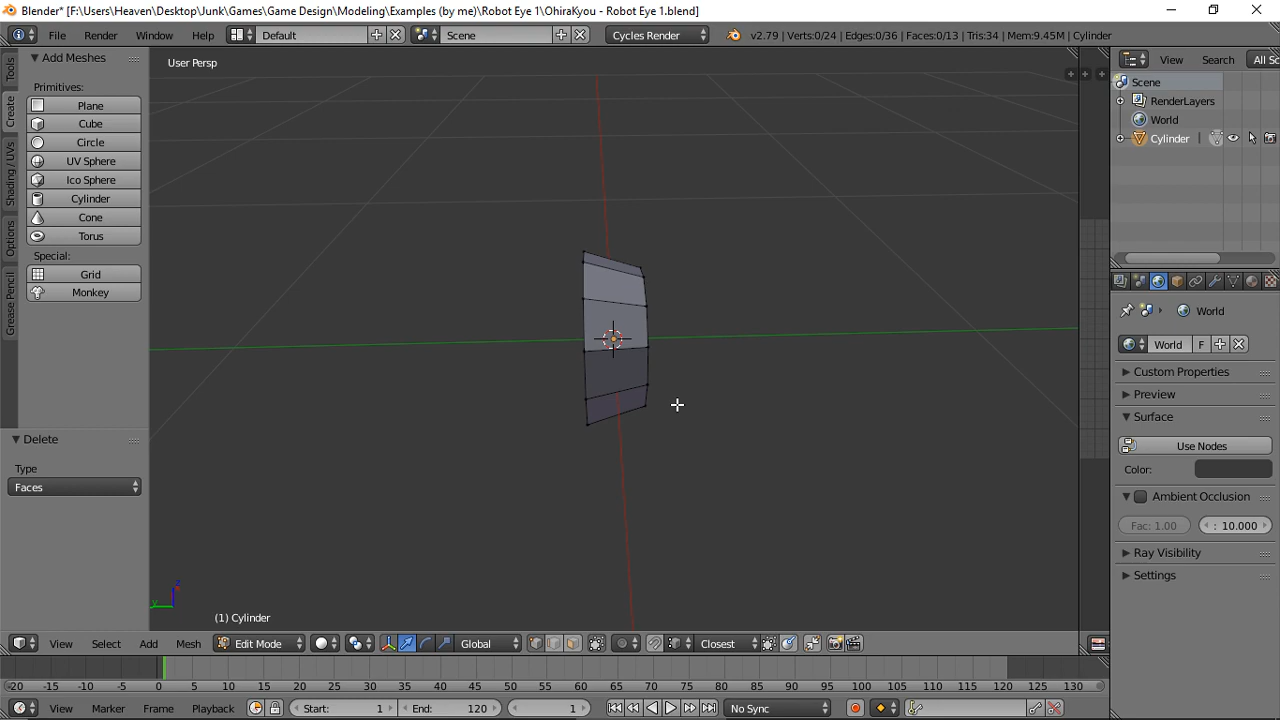 Blender* [F:\Users\Heaven\Desktop\Junk\Games\Game Design\Modeling\Examples (by me)\Robot Eye 1\OhiraKyou - Robot Eye 1.blend]
File Render Window Help Default Scene Cycles Render v2.79 | Verts:0/24 | Edges:0/36 | Faces:0/13 | Tris:34 | Mem:9.45M | Cylinder
Tools
Create
Shading / UVs
Options
Grease Pencil
Add Meshes
Primitives:
Plane
Cube
Circle
UV Sphere
Ico Sphere
Cylinder
Cone
Torus
Special:
Grid
Monkey
Delete
Type
Faces
User Persp
(1) Cylinder
View Select Add Mesh Edit Mode Global Closest
-20 -15 -10 -5 0 5 10 15 20 25 30 35 40 45 50 55 60 65 70 75 80 85 90 95 100 105 110 115 120 125 130
View Marker Frame Playback Start: 1 End: 120 1 No Sync
View Search All Sc
Scene
RenderLayers
World
Cylinder
World
World F
Custom Properties
Preview
Surface
Use Nodes
Color:
Ambient Occlusion
Fac: 1.00 : 10.000
Ray Visibility
Settings